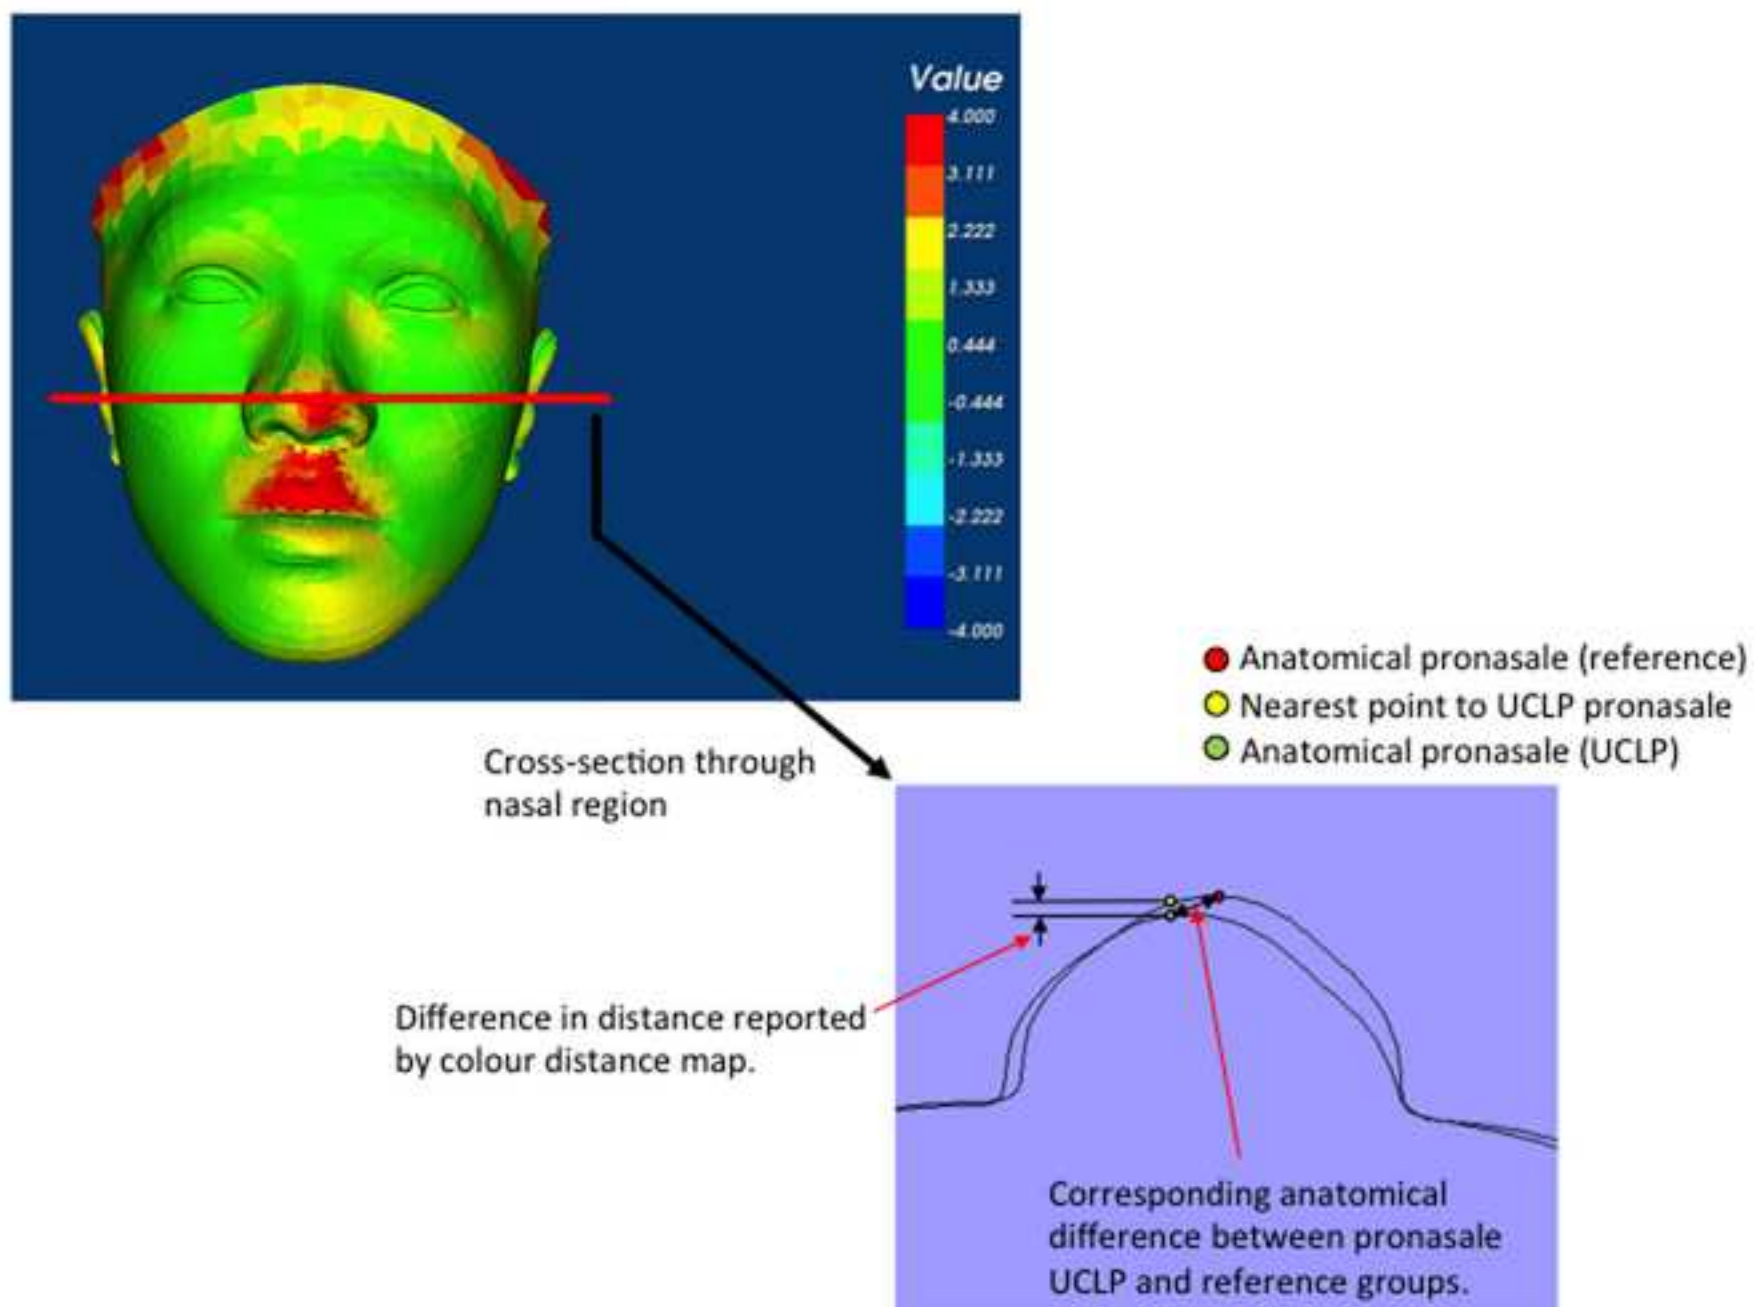 Value
4.000
3.111
2.222
1.333
0.444
-0.444
-1.333
-2.222
-3.111
-4.000
Anatomical pronasale (reference)
Nearest point to UCLP pronasale
Anatomical pronasale (UCLP)
Cross-section through
nasal region
Difference in distance reported
by colour distance map.
Corresponding anatomical
difference between pronasale
UCLP and reference groups.